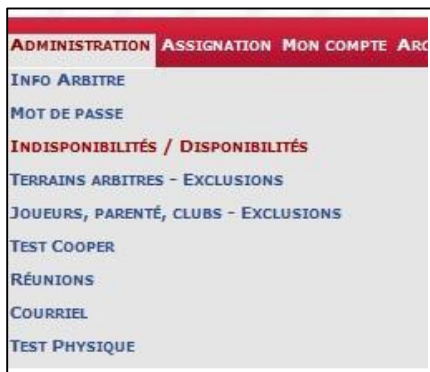 ADMINISTRATION ASSIGNATION MON COMPTE ARC
INFO ARBITRE
MOT DE PASSE
INDISPONIBILITÉS / DISPONIBILITÉS
TERRAINS ARBITRES - EXCLUSIONS
JOUEURS, PARENTÉ, CLUBS - EXCLUSIONS
TEST COOPER
RÉUNIONS
COURRIEL
TEST PHYSIQUE